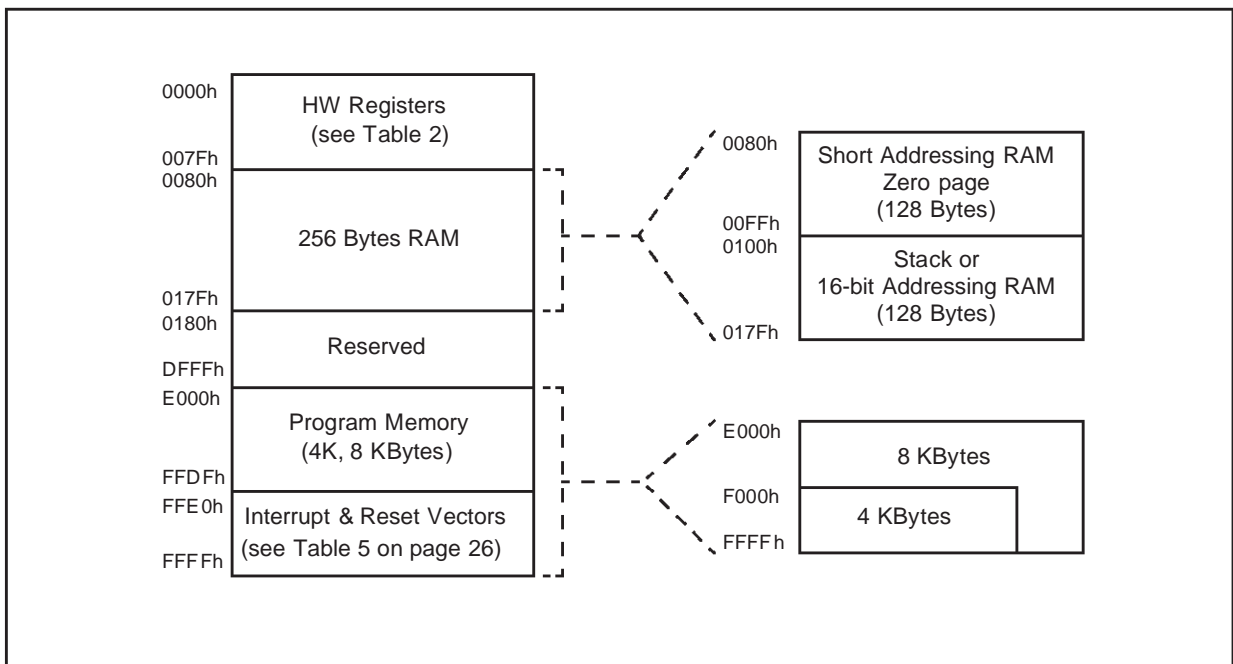 0000h
HW Registers
(see Table 2)
007Fh
0080h
256 Bytes RAM
017Fh
0180h
Reserved
DFFFh
E000h
Program Memory
(4K, 8 KBytes)
FFDFh
FFE0h
Interrupt & Reset Vectors
(see Table 5 on page 26)
FFFFh
0080h
Short Addressing RAM
Zero page
(128 Bytes)
00FFh
0100h
Stack or
16-bit Addressing RAM
(128 Bytes)
017Fh
E000h
8 KBytes
F000h
4 KBytes
FFFFh